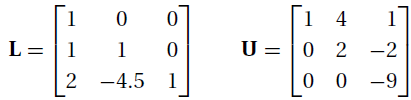 L = [1 0 0
1 1 0
2 −4.5 1]
U = [1 4 1
0 2 −2
0 0 −9]